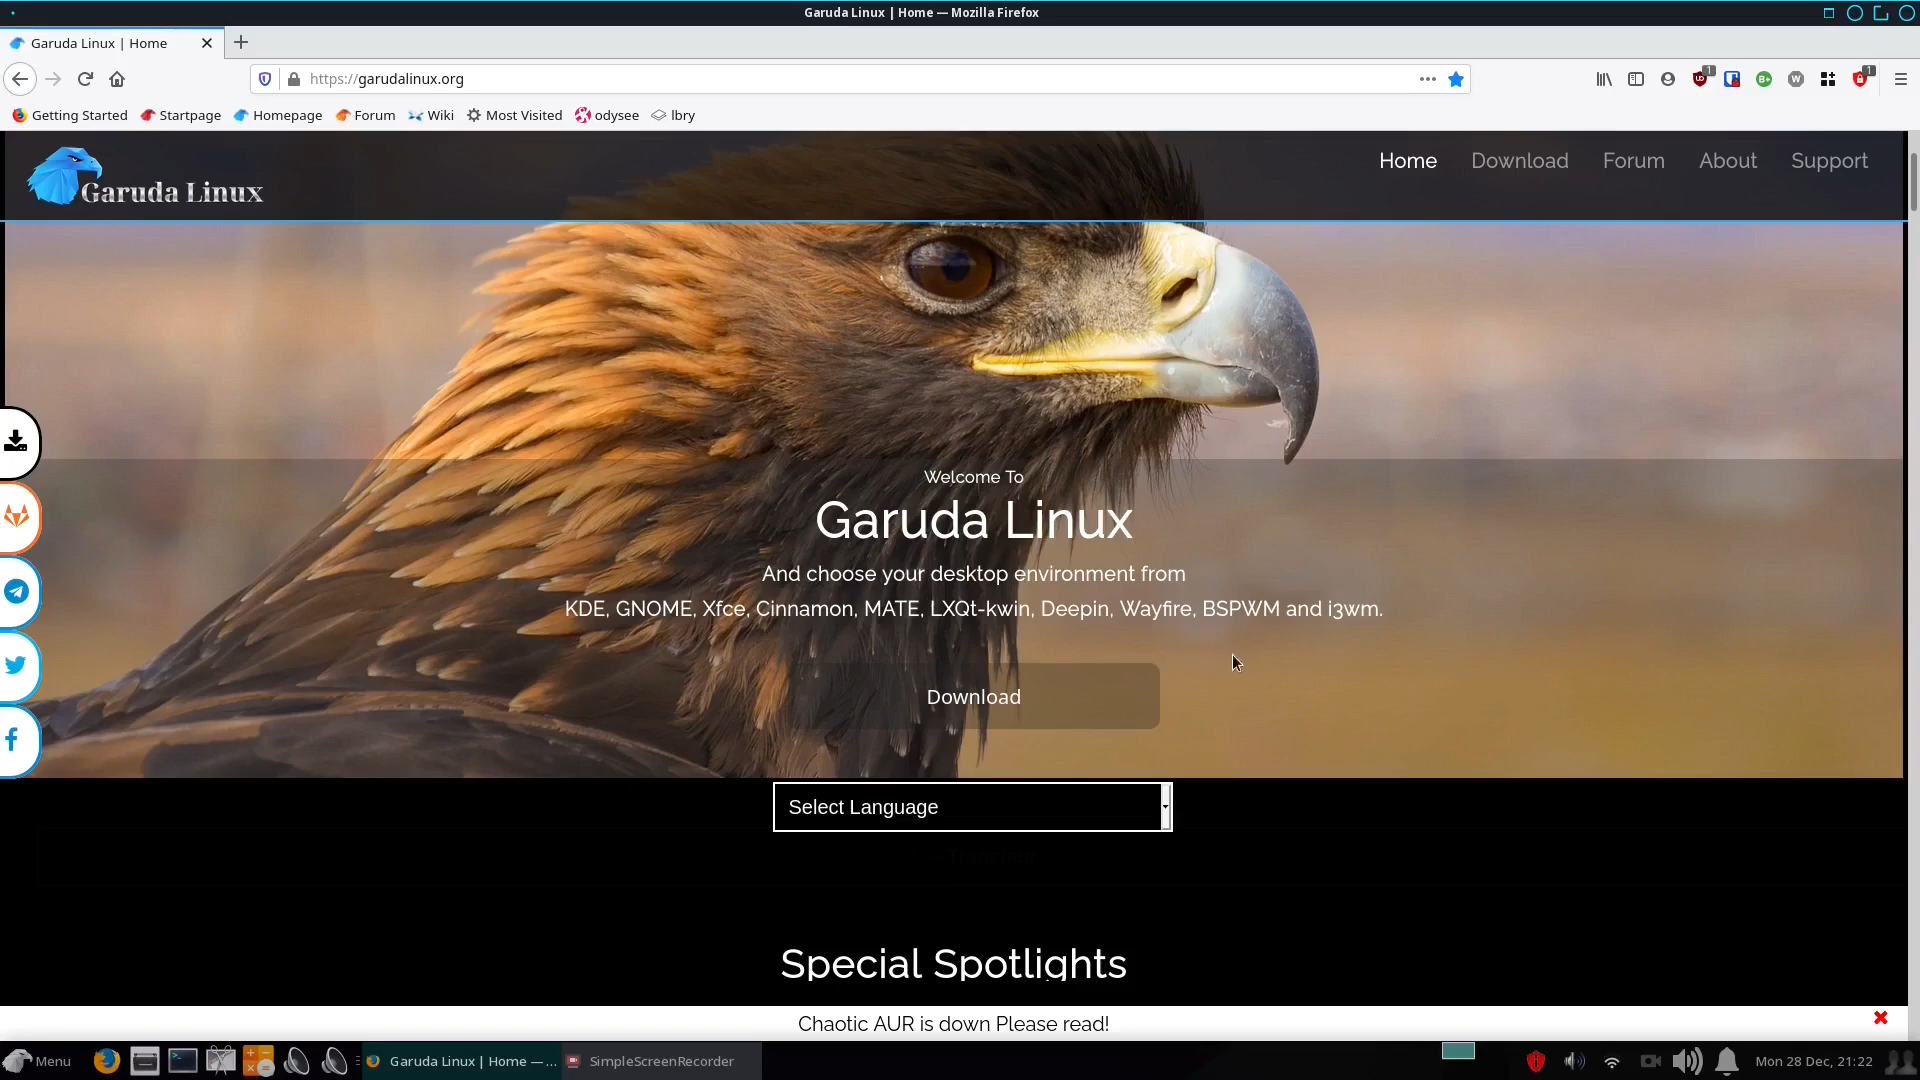 Garuda Linux | Home — Mozilla Firefox
Garuda Linux | Home
https://garudalinux.org
1
B+
W
1
Getting Started
Startpage
Homepage
Forum
Wiki
Most Visited
odysee
lbry
Garuda Linux
Home
Download
Forum
About
Support
Welcome To
Garuda Linux
And choose your desktop environment from
KDE, GNOME, Xfce, Cinnamon, MATE, LXQt-kwin, Deepin, Wayfire, BSPWM and i3wm.
Download
Select Language
Translate
Special Spotlights
Chaotic AUR is down Please read!
Menu
Garuda Linux | Home —...
SimpleScreenRecorder
Mon 28 Dec, 21:22